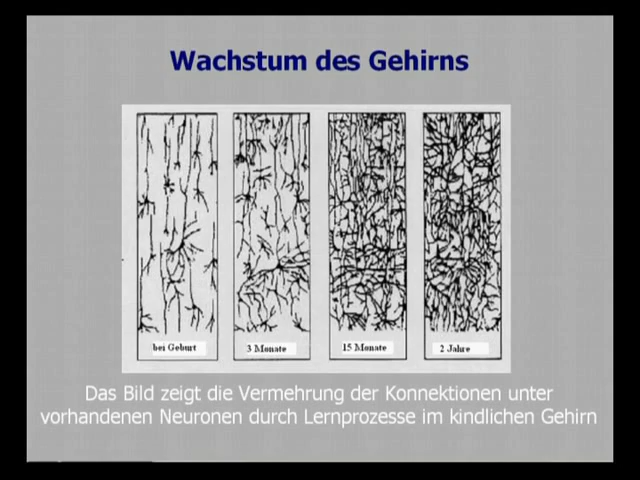 Wachstum des Gehirns
bei Geburt
3 Monate
15 Monate
2 Jahre
Das Bild zeigt die Vermehrung der Konnektionen unter
vorhandenen Neuronen durch Lernprozesse im kindlichen Gehirn